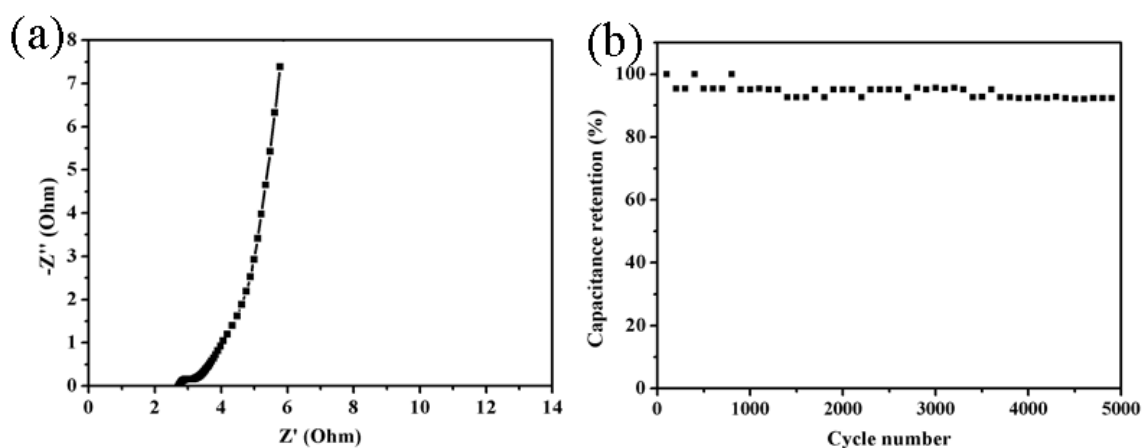 (a)
8
7
6
5
4
3
2
1
0
-Z'' (Ohm)
0 2 4 6 8 10 12 14
Z' (Ohm)
(b)
100
80
60
40
20
0
Capacitance retention (%)
0 1000 2000 3000 4000 5000
Cycle number